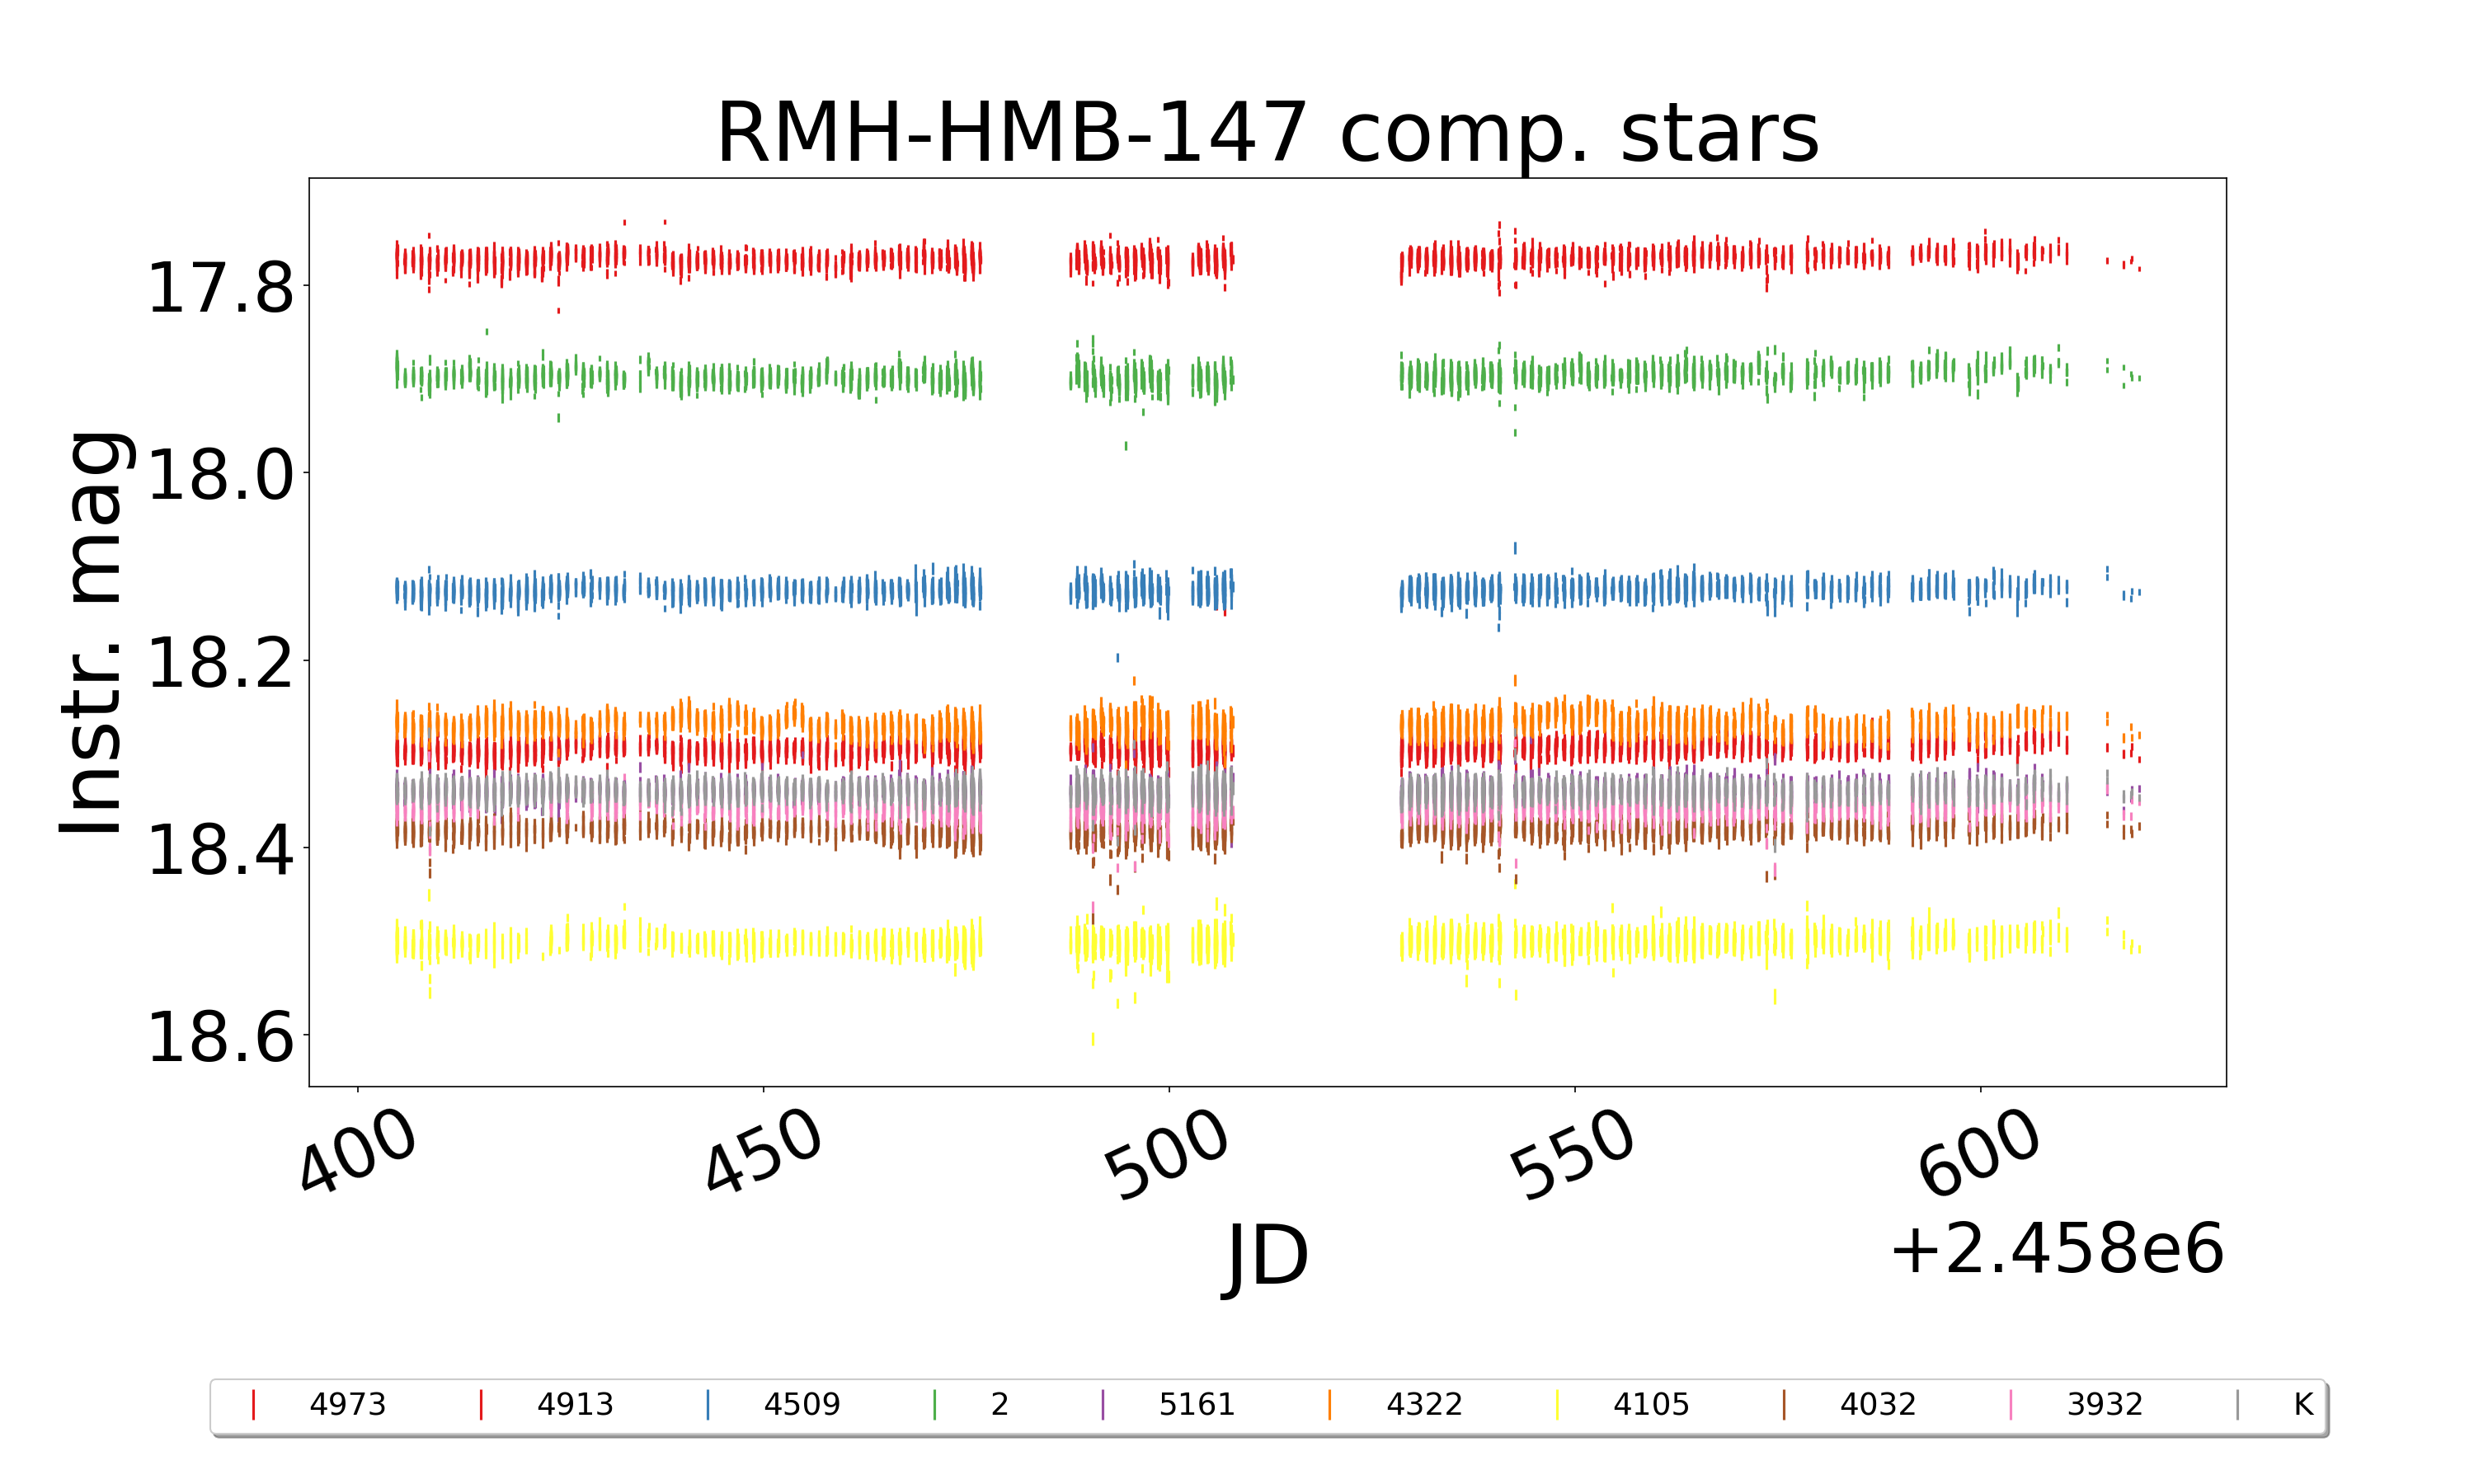 RMH-HMB-147 comp. stars
Instr. mag
17.8
18.0
18.2
18.4
18.6
400 450 500 550 600
JD
+2.458e6
4973 4913 4509 2 5161 4322 4105 4032 3932 K